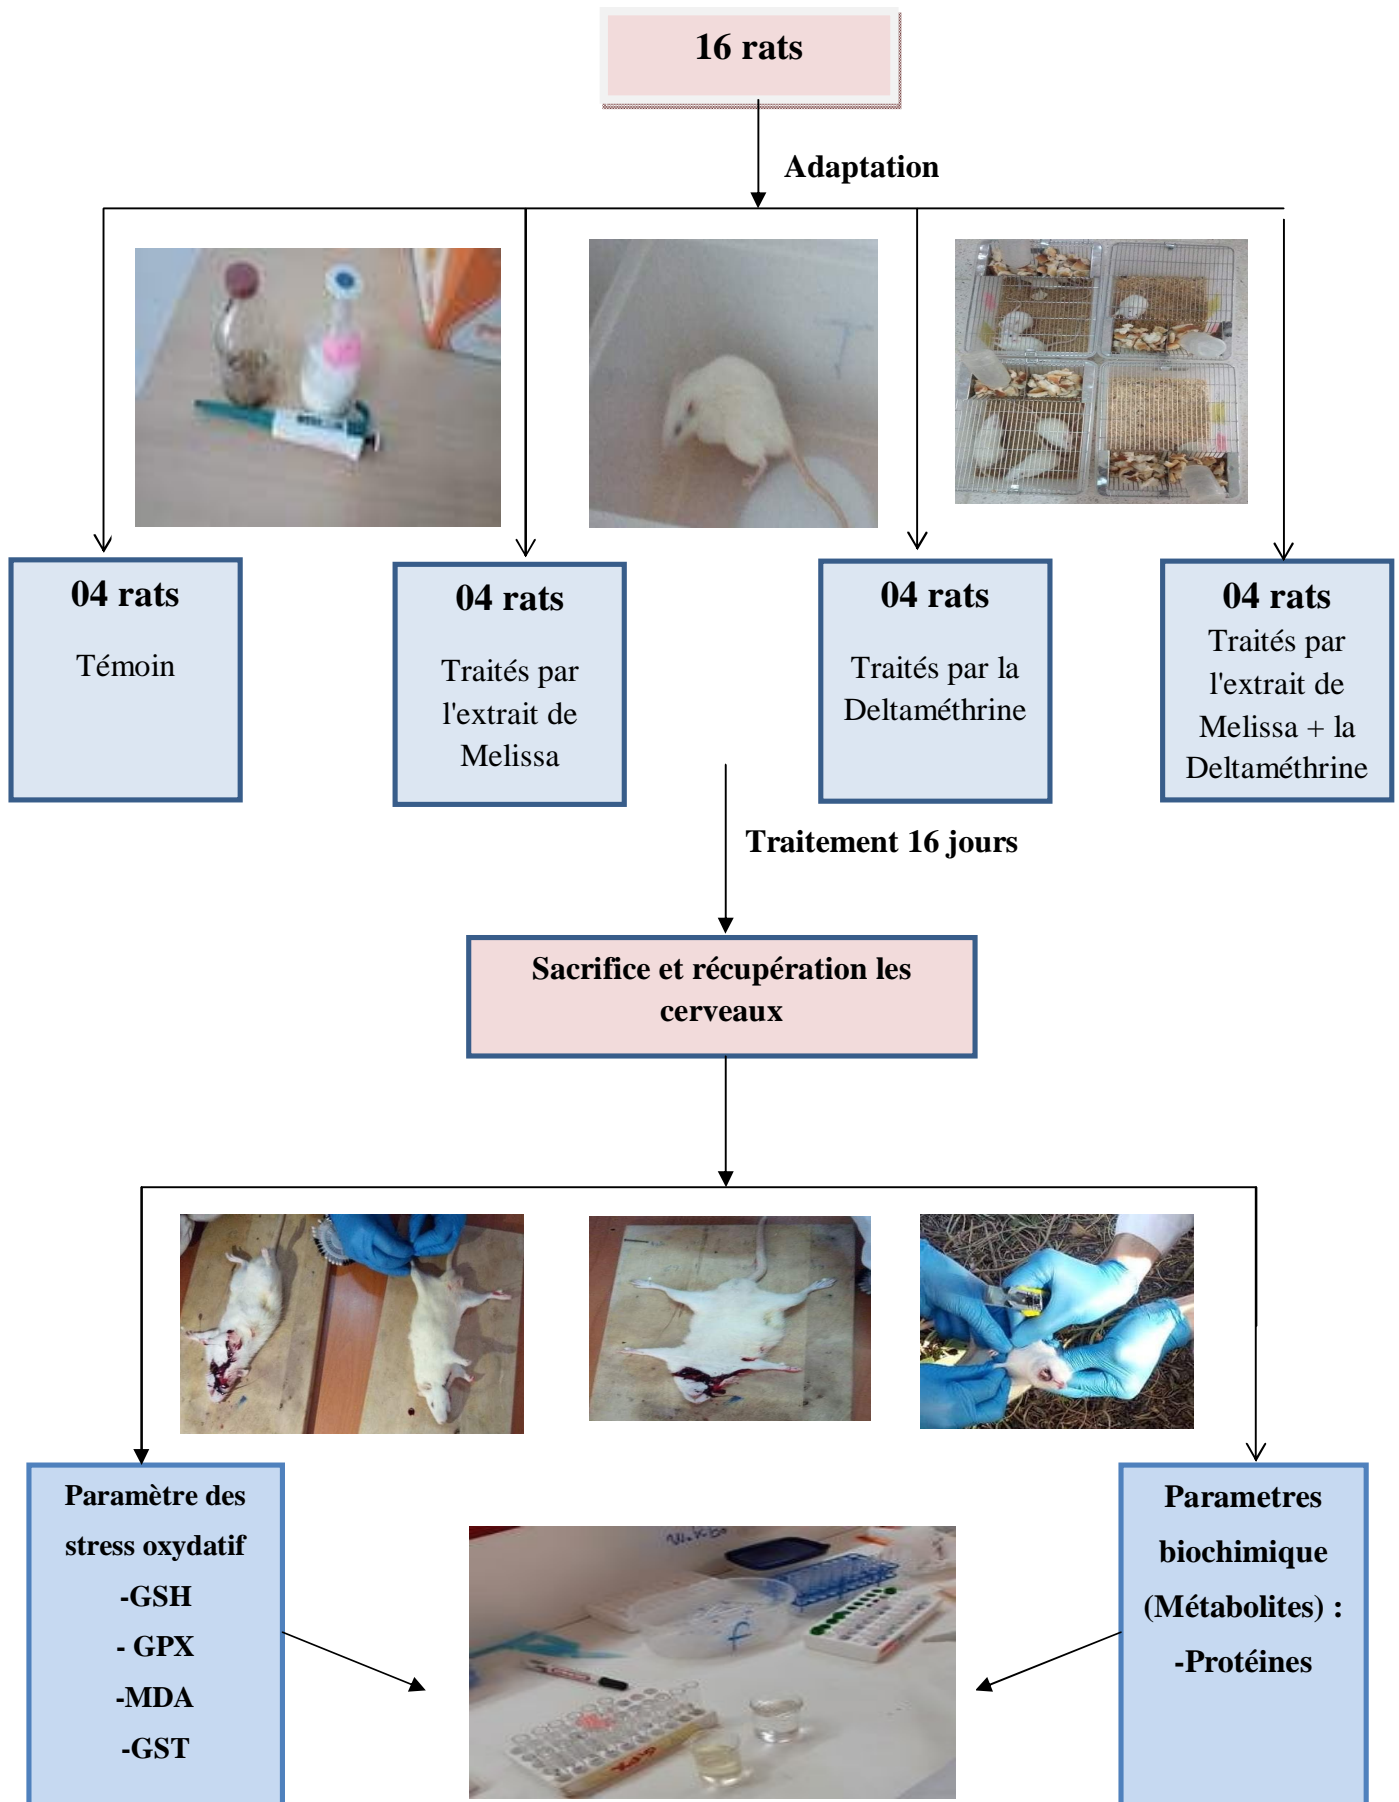 16 rats
Adaptation
04 rats
Témoin
04 rats
Traités par
l'extrait de
Melissa
04 rats
Traités par la
Deltaméthrine
04 rats
Traités par
l'extrait de
Melissa + la
Deltaméthrine
Traitement 16 jours
Sacrifice et récupération les
cerveaux
Paramètre des
stress oxydatif
-GSH
- GPX
-MDA
-GST
Parametres
biochimique
(Métabolites) :
-Protéines